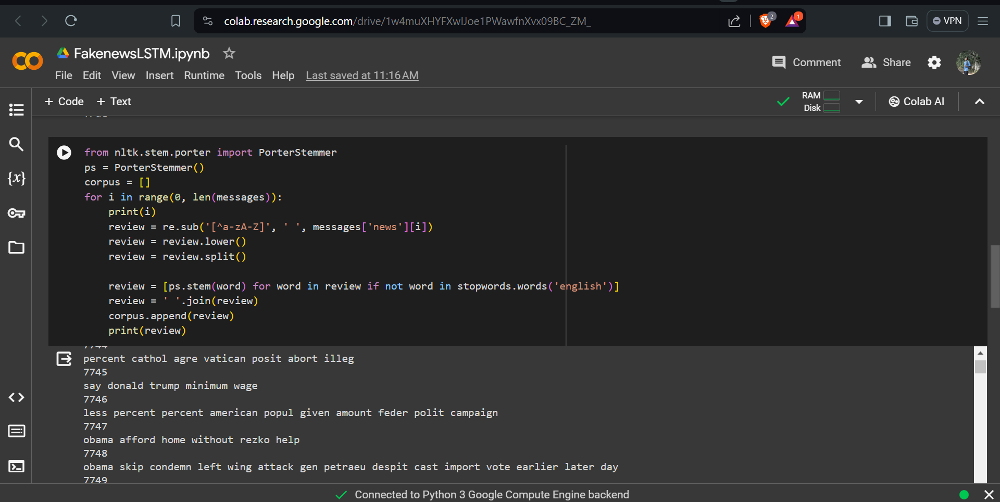 colab.research.google.com/drive/1w4muXHYFXwIJoe1PWawfnXvx09BC_ZM_
2
1
VPN
FakenewsLSTM.ipynb
Comment
Share
File Edit View Insert Runtime Tools Help Last saved at 11:16 AM
+ Code + Text
RAM
Disk
Colab AI
{x}
from nltk.stem.porter import PorterStemmer
ps = PorterStemmer()
corpus = []
for i in range(0, len(messages)):
    print(i)
    review = re.sub('[^a-zA-Z]', ' ', messages['news'][i])
    review = review.lower()
    review = review.split()
    review = [ps.stem(word) for word in review if not word in stopwords.words('english')]
    review = ' '.join(review)
    corpus.append(review)
    print(review)
7744
percent cathol agre vatican posit abort illeg
7745
say donald trump minimum wage
7746
less percent percent american popul given amount feder polit campaign
7747
obama afford home without rezko help
7748
obama skip condemn left wing attack gen petraeu despit cast import vote earlier later day
7749
Connected to Python 3 Google Compute Engine backend